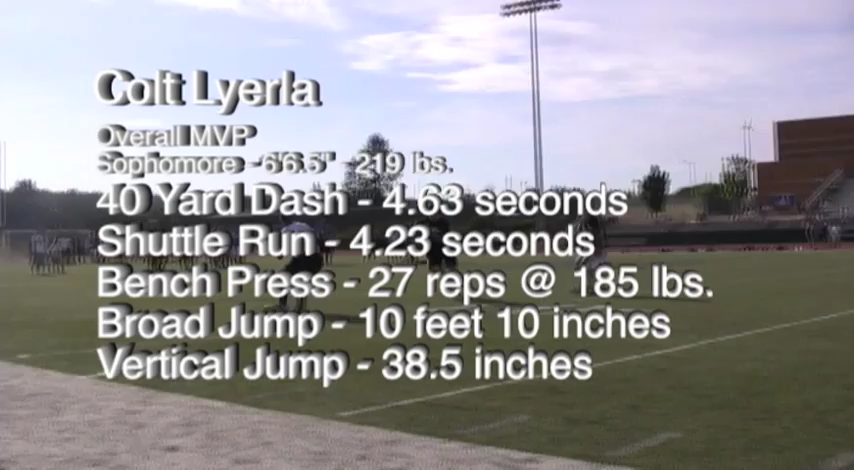 Colt Lyerla
Overall MVP
Sophomore - 6'6.5" - 219 lbs.
40 Yard Dash - 4.63 seconds
Shuttle Run - 4.23 seconds
Bench Press - 27 reps @ 185 lbs.
Broad Jump - 10 feet 10 inches
Vertical Jump - 38.5 inches